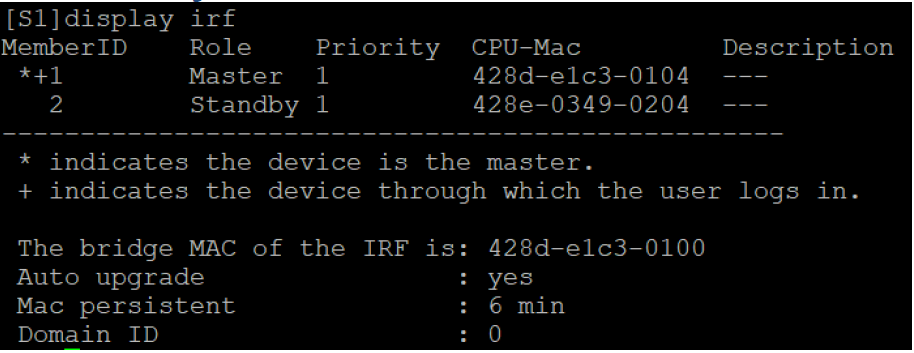 [S1]display irf
MemberID    Role    Priority  CPU-Mac         Description
 *+1        Master  1         428d-e1c3-0104  ---
   2        Standby 1         428e-0349-0204  ---
--------------------------------------------------
 * indicates the device is the master.
 + indicates the device through which the user logs in.

 The bridge MAC of the IRF is: 428d-e1c3-0100
 Auto upgrade                : yes
 Mac persistent              : 6 min
 Domain ID                   : 0